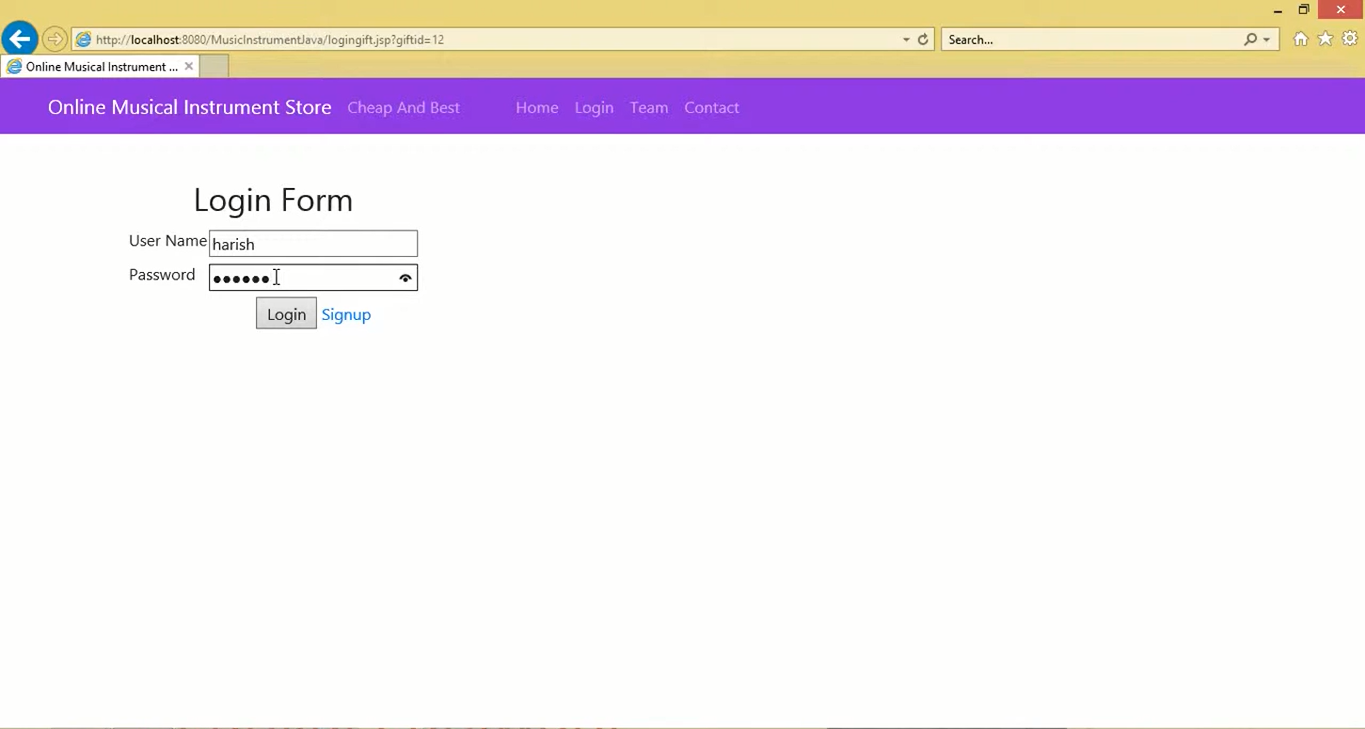 http://localhost:8080/MusicInstrumentJava/logingift.jsp?giftid=12
Search...
Online Musical Instrument ...
Online Musical Instrument Store Cheap And Best Home Login Team Contact
Login Form
User Name harish
Password ••••••
Login Signup